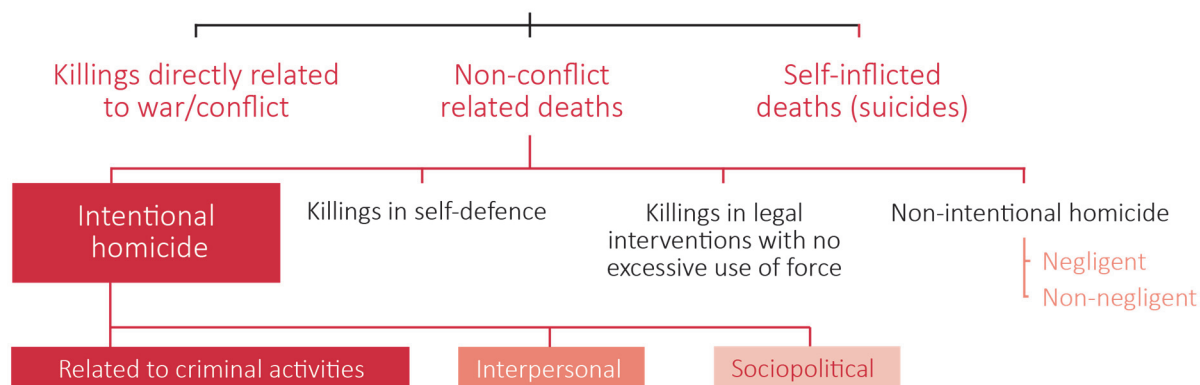 Killings directly related
to war/conflict
Non-conflict
related deaths
Self-inflicted
deaths (suicides)
Intentional
homicide
Killings in self-defence
Killings in legal
interventions with no
excessive use of force
Non-intentional homicide
Negligent
Non-negligent
Related to criminal activities
Interpersonal
Sociopolitical